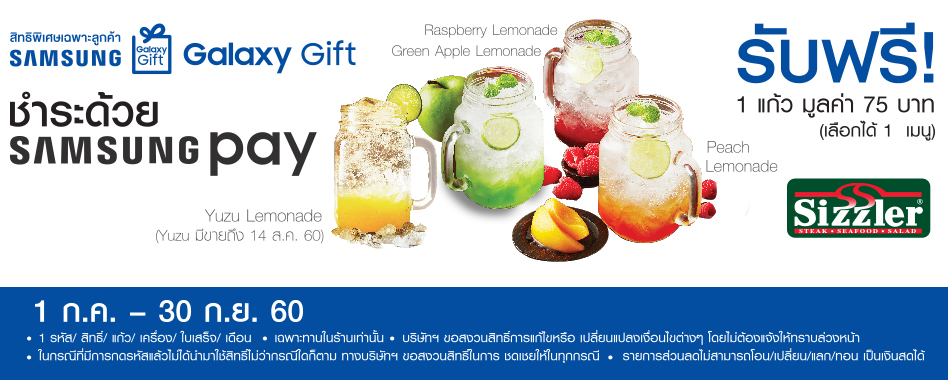 สิทธิพิเศษเฉพาะลูกค้า
SAMSUNG
Galaxy Gift
Galaxy Gift
ชำระด้วย
SAMSUNG pay
Raspberry Lemonade
Green Apple Lemonade
Yuzu Lemonade
(Yuzu มีขายถึง 14 ส.ค. 60)
Peach
Lemonade
รับฟรี!
1 แก้ว มูลค่า 75 บาท
(เลือกได้ 1 เมนู)
Sizzler®
STEAK • SEAFOOD • SALAD
1 ก.ค. – 30 ก.ย. 60
• 1 รหัส/ สิทธิ์/ แก้ว/ เครื่อง/ ใบเสร็จ/ เดือน • เฉพาะทานในร้านเท่านั้น • บริษัทฯ ขอสงวนสิทธิ์การแก้ไขหรือ เปลี่ยนแปลงเงื่อนไขต่างๆ โดยไม่ต้องแจ้งให้ทราบล่วงหน้า
• ในกรณีที่มีการกดรหัสแล้วไม่ได้นำมาใช้สิทธิ์ไม่ว่ากรณีใดก็ตาม ทางบริษัทฯ ขอสงวนสิทธิ์ในการ ชดเชยให้ในทุกกรณี • รายการส่วนลดไม่สามารถโอน/เปลี่ยน/แลก/ทอน เป็นเงินสดได้